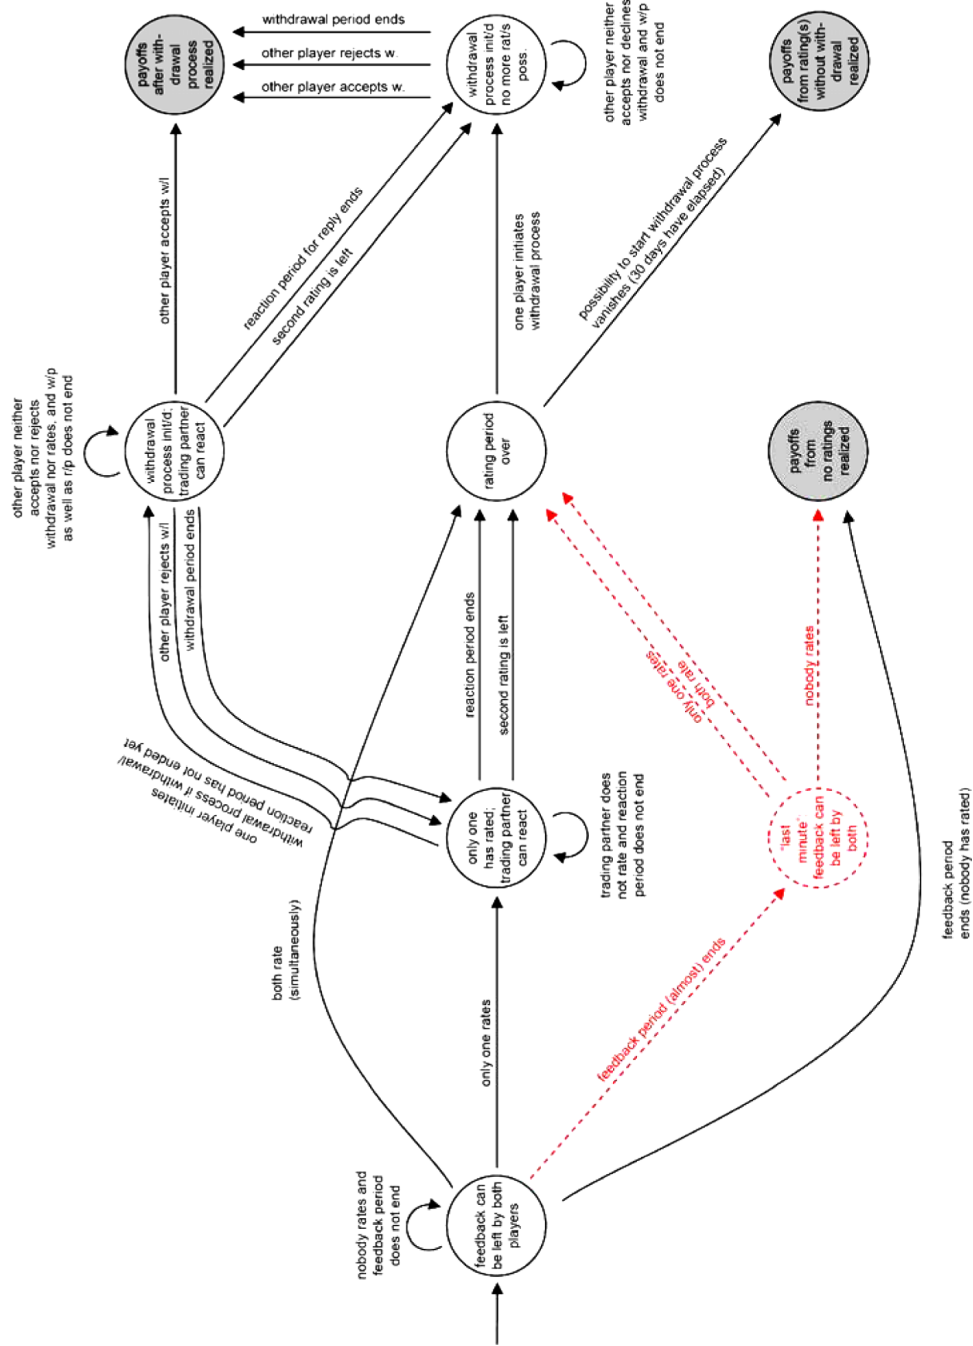 withdrawal period ends
other player rejects w.
other player accepts w.
payoffs
after with-
drawal
process
realized
withdrawal
process init/d
no more rat/s
poss.
other player neither
accepts nor declines
withdrawal and w/p
does not end
payoffs
from rating(s)
without with-
drawal
realized
other player accepts w/l
reaction period for reply ends
second rating is left
one player initiates
withdrawal process
possibility to start withdrawal process
vanishes (30 days have elapsed)
other player neither
accepts nor rejects
withdrawal nor rates, and w/p
as well as r/p does not end
withdrawal
process init/d;
trading partner
can react
rating period
over
payoffs
from
no ratings
realized
other player rejects w/l
withdrawal period ends
one player initiates
withdrawal process if withdrawal/
reaction period has not ended yet
reaction period ends
second rating is left
only one rates
both rate
nobody rates
only one
has rated;
trading partner
can react
trading partner does
not rate and reaction
period does not end
"last
minute":
feedback can
be left by
both
both rate
(simultaneously)
only one rates
feedback period (almost) ends
feedback period
ends (nobody has rated)
nobody rates and
feedback period
does not end
feedback can
be left by both
players